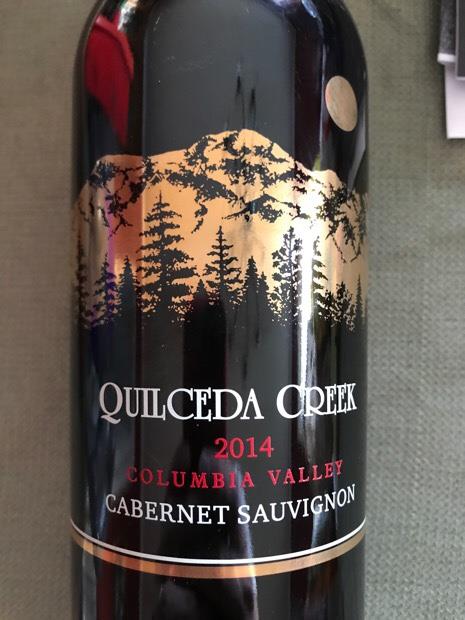 QUILCEDA CREEK
2014
COLUMBIA VALLEY
CABERNET SAUVIGNON